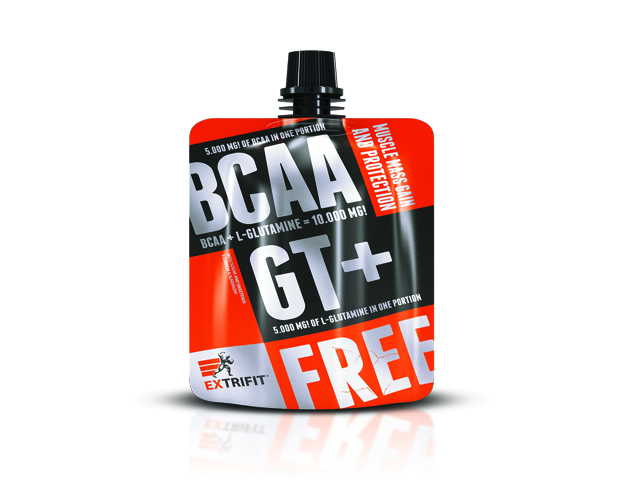 5.000 MG! OF BCAA IN ONE PORTION
BCAA
BCAA + L-GLUTAMINE = 10.000 MG!
MUSCLE MASS GAIN
AND PROTECTION
GT+
5.000 MG! OF L-GLUTAMINE IN ONE PORTION
FREE
EXTRIFIT®